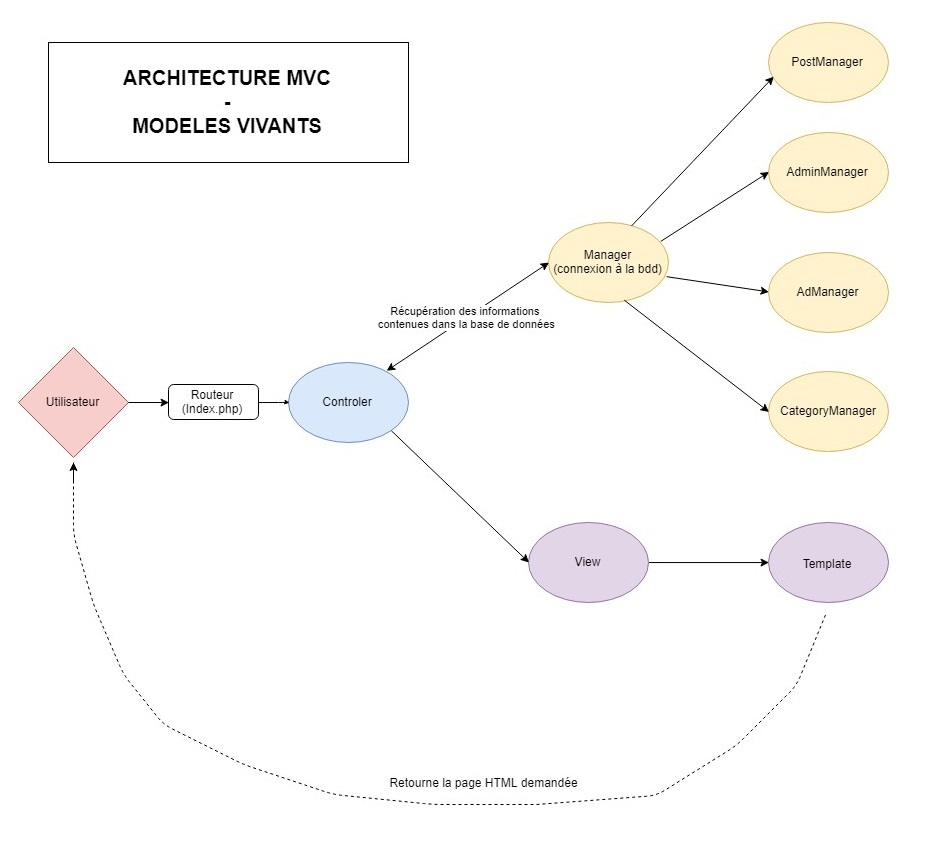 ARCHITECTURE MVC
-
MODELES VIVANTS
PostManager
AdminManager
Manager
(connexion à la bdd)
AdManager
Récupération des informations
contenues dans la base de données
Utilisateur
Routeur
(Index.php)
Controler
CategoryManager
View
Template
Retourne la page HTML demandée